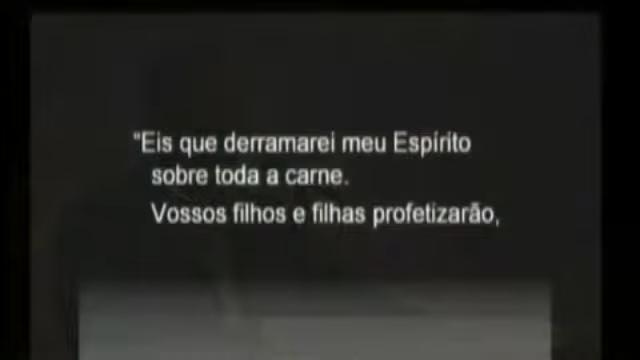 "Eis que derramarei meu Espírito
sobre toda a carne.
Vossos filhos e filhas profetizarão,